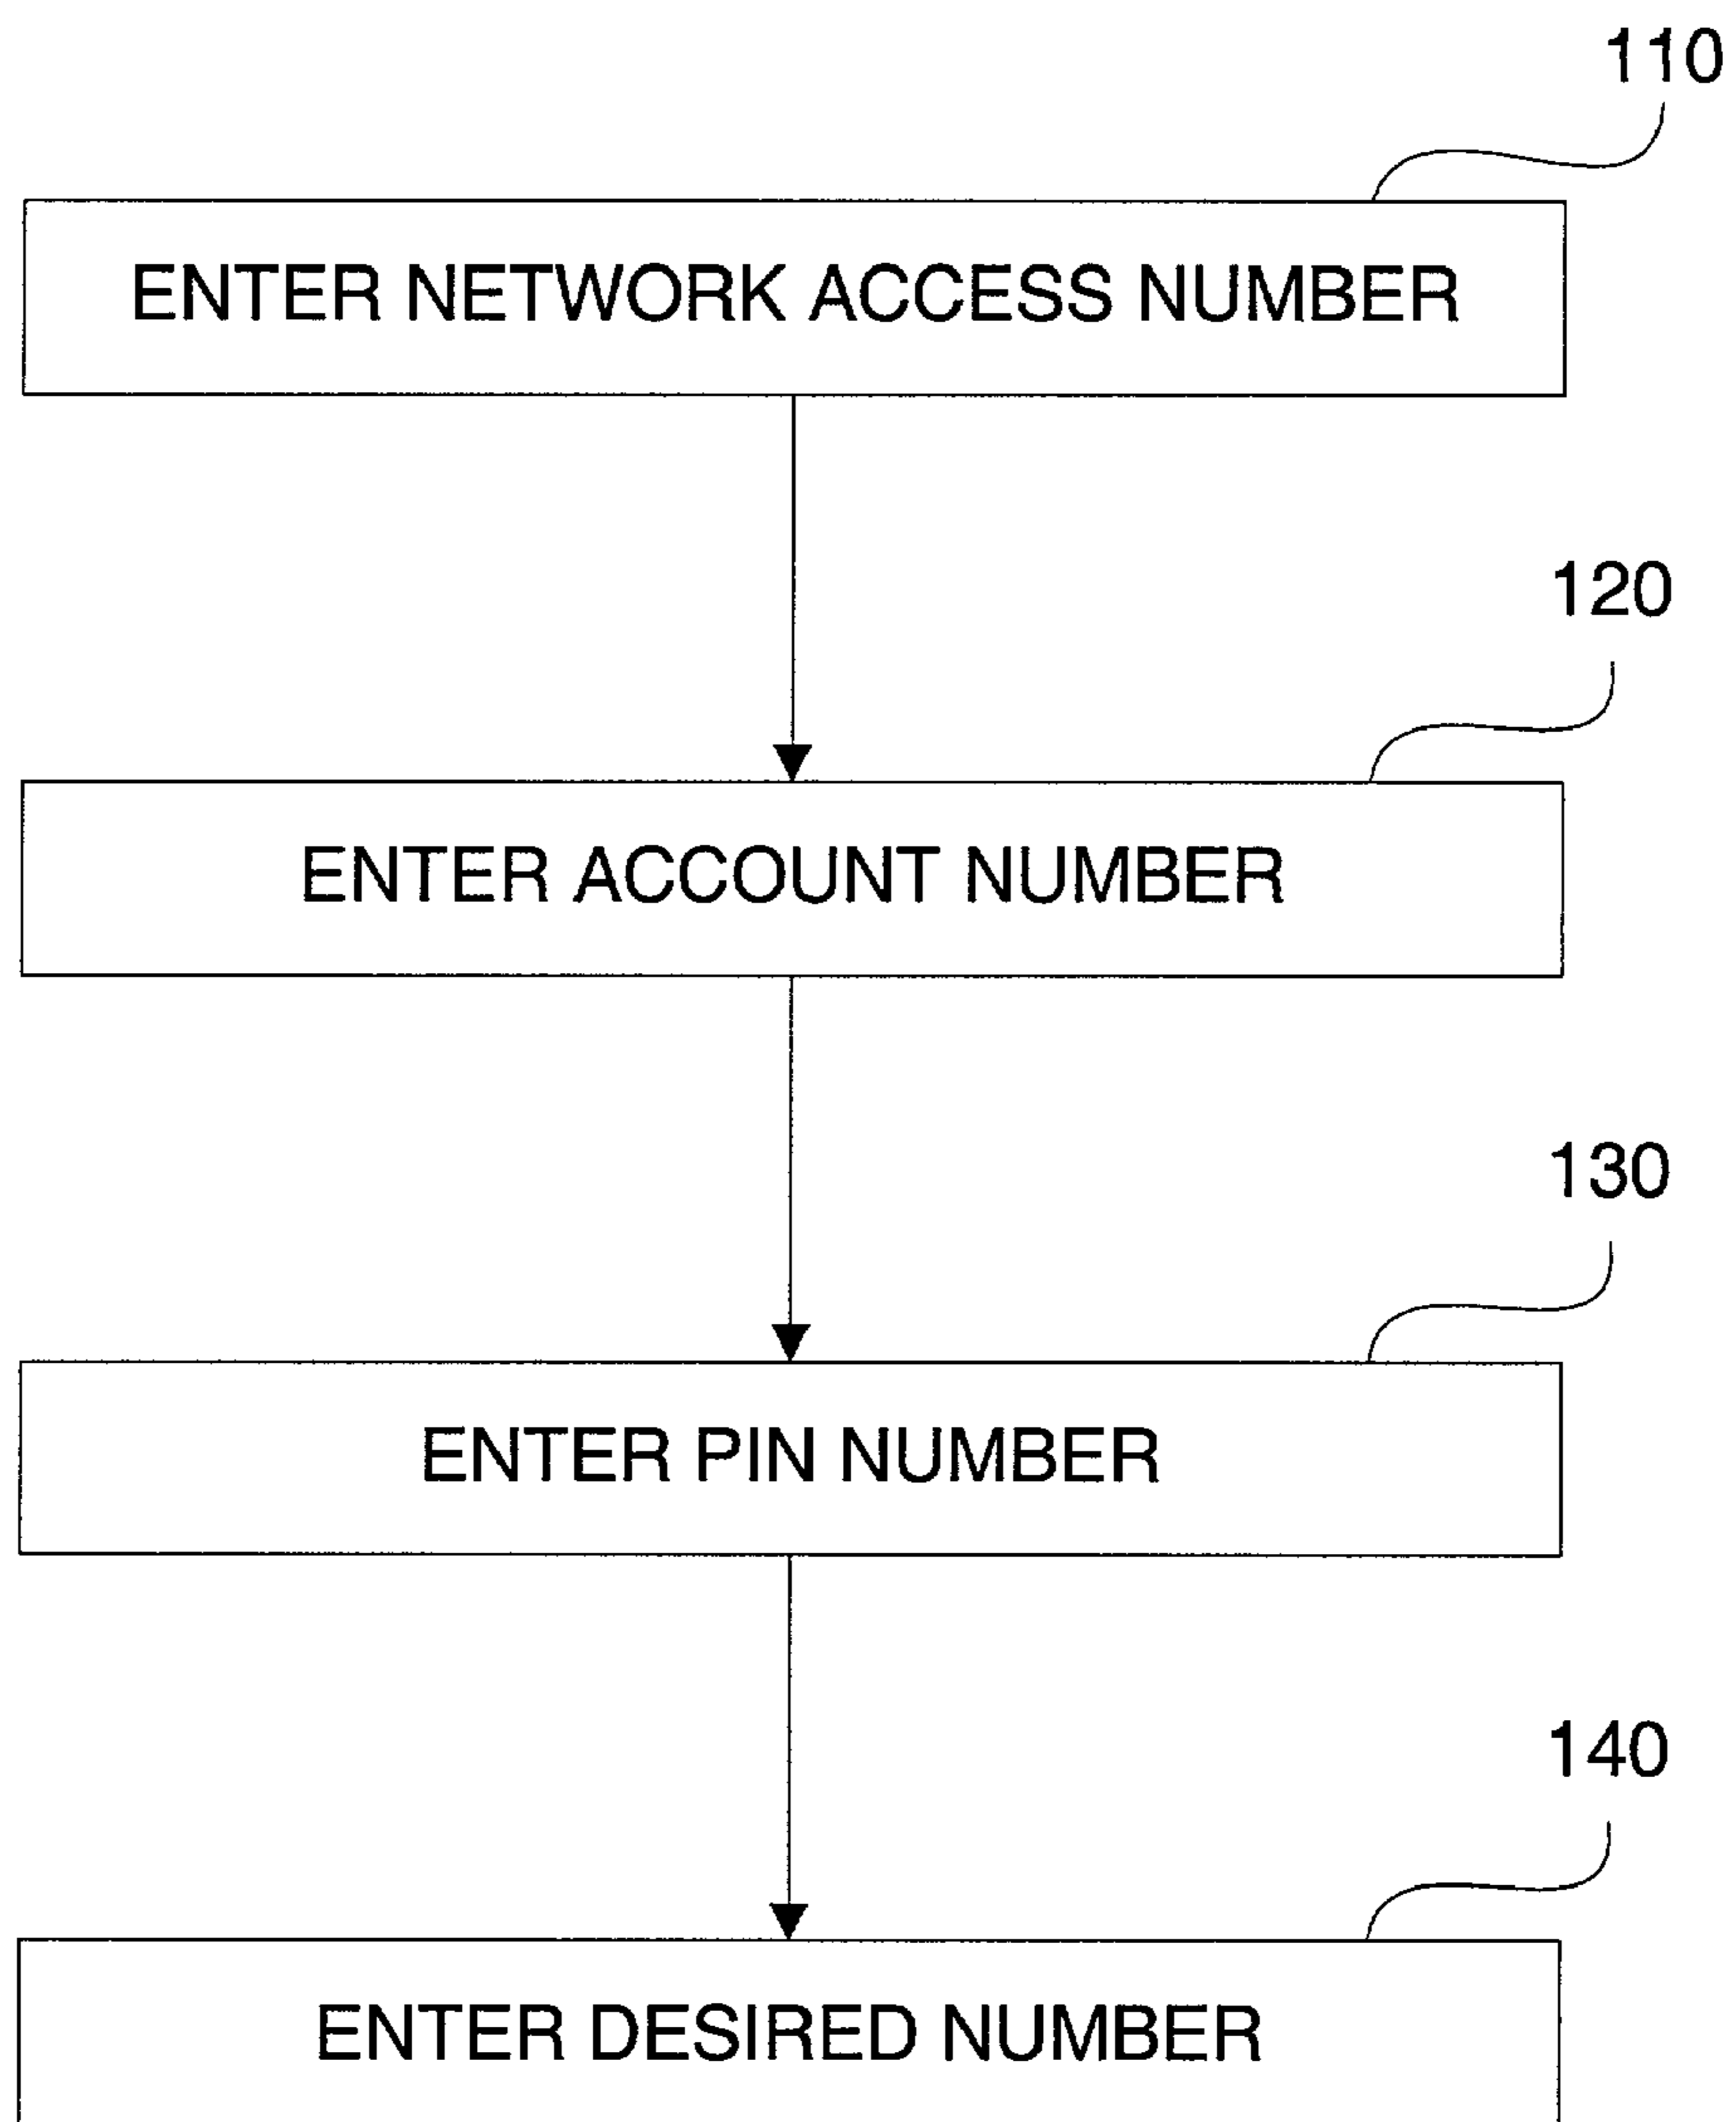 110
ENTER NETWORK ACCESS NUMBER
120
ENTER ACCOUNT NUMBER
130
ENTER PIN NUMBER
140
ENTER DESIRED NUMBER